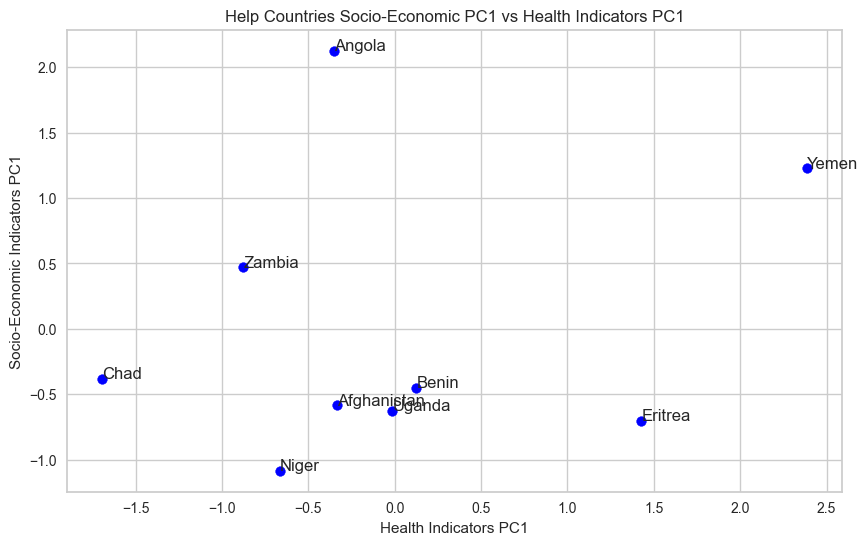 Help Countries Socio-Economic PC1 vs Health Indicators PC1
Angola
Yemen
Zambia
Chad
Benin
Afghanistan
Uganda
Eritrea
Niger
2.0
1.5
1.0
0.5
0.0
−0.5
−1.0
Socio-Economic Indicators PC1
−1.5
−1.0
−0.5
0.0
0.5
1.0
1.5
2.0
2.5
Health Indicators PC1